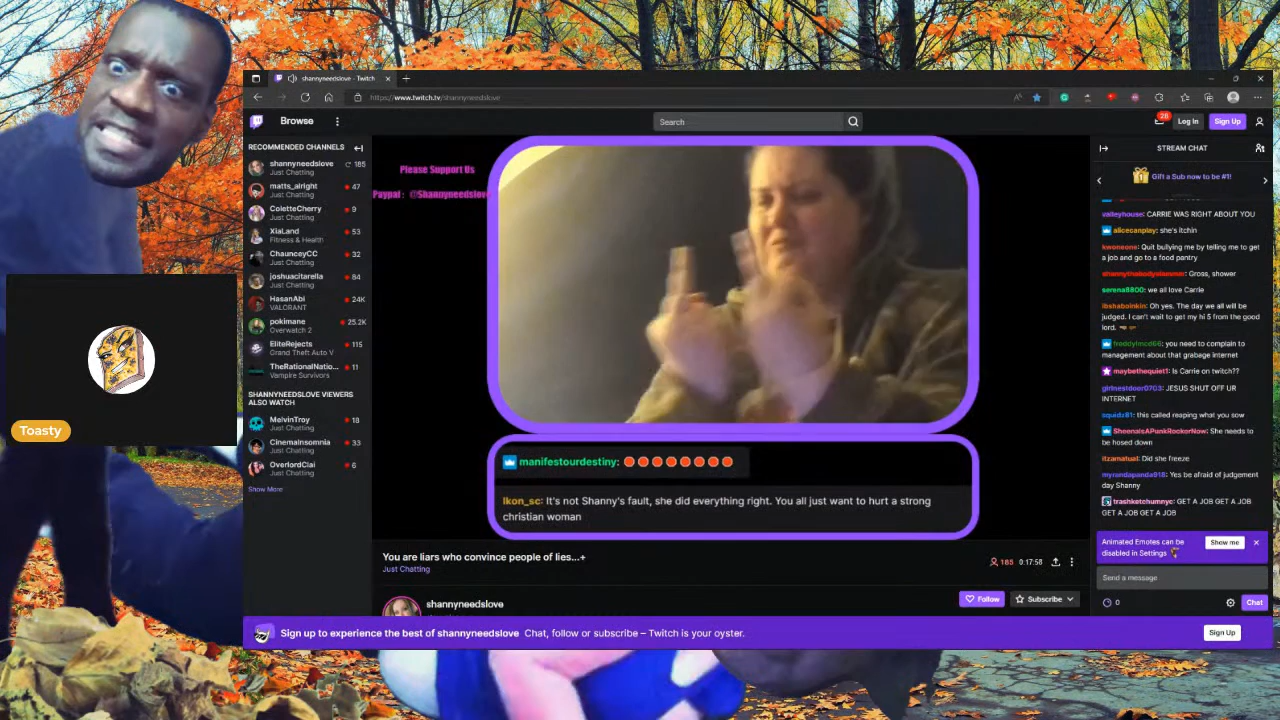 shannyneedslove - Twitch
https://www.twitch.tv/shannyneedslove
Browse
Search
28
Log In
Sign Up
RECOMMENDED CHANNELS
shannyneedslove
185
Just Chatting
matts_alright
47
Just Chatting
ColetteCherry
9
Just Chatting
XiaLand
53
Fitness & Health
ChaunceyCC
32
Just Chatting
joshuacitarella
84
Just Chatting
HasanAbi
24K
VALORANT
pokimane
25.2K
Overwatch 2
EliteRejects
115
Grand Theft Auto V
TheRationalNatio...
11
Vampire Survivors
SHANNYNEEDSLOVE VIEWERS
ALSO WATCH
MelvinTroy
18
Just Chatting
CinemaInsomnia
33
Just Chatting
OverlordClai
6
Just Chatting
Show More
Toasty
Please Support Us
Paypal: @Shannyneedslove
manifestourdestiny:
Ikon_sc: It's not Shanny's fault, she did everything right. You all just want to hurt a strong
christian woman
You are liars who convince people of lies...+
Just Chatting
185
0:17:58
shannyneedslove
Follow
Subscribe
STREAM CHAT
Gift a Sub now to be #1!
valleyhouse: CARRIE WAS RIGHT ABOUT YOU
alicecanplay: she's itchin
kwoneone: Quit bullying me by telling me to get
a job and go to a food pantry
shannythabodyslammer: Gross, shower
serena8800: we all love Carrie
ibshaboinkin: Oh yes. The day we all will be
judged. I can't wait to get my hi 5 from the good
lord.
freddylmcd66: you need to complain to
management about that grabage internet
maybethequiet1: Is Carrie on twitch??
girlnestdoor0703: JESUS SHUT OFF UR
INTERNET
squidz81: this called reaping what you sow
SheenaIsAPunkRockerNow: She needs to
be hosed down
itzamatual: Did she freeze
myrandapanda918: Yes be afraid of judgement
day Shanny
trashketchumnyc: GET A JOB GET A JOB
GET A JOB GET A JOB
Animated Emotes can be
disabled in Settings
Show me
Send a message
0
Chat
Sign up to experience the best of shannyneedslove Chat, follow or subscribe – Twitch is your oyster.
Sign Up